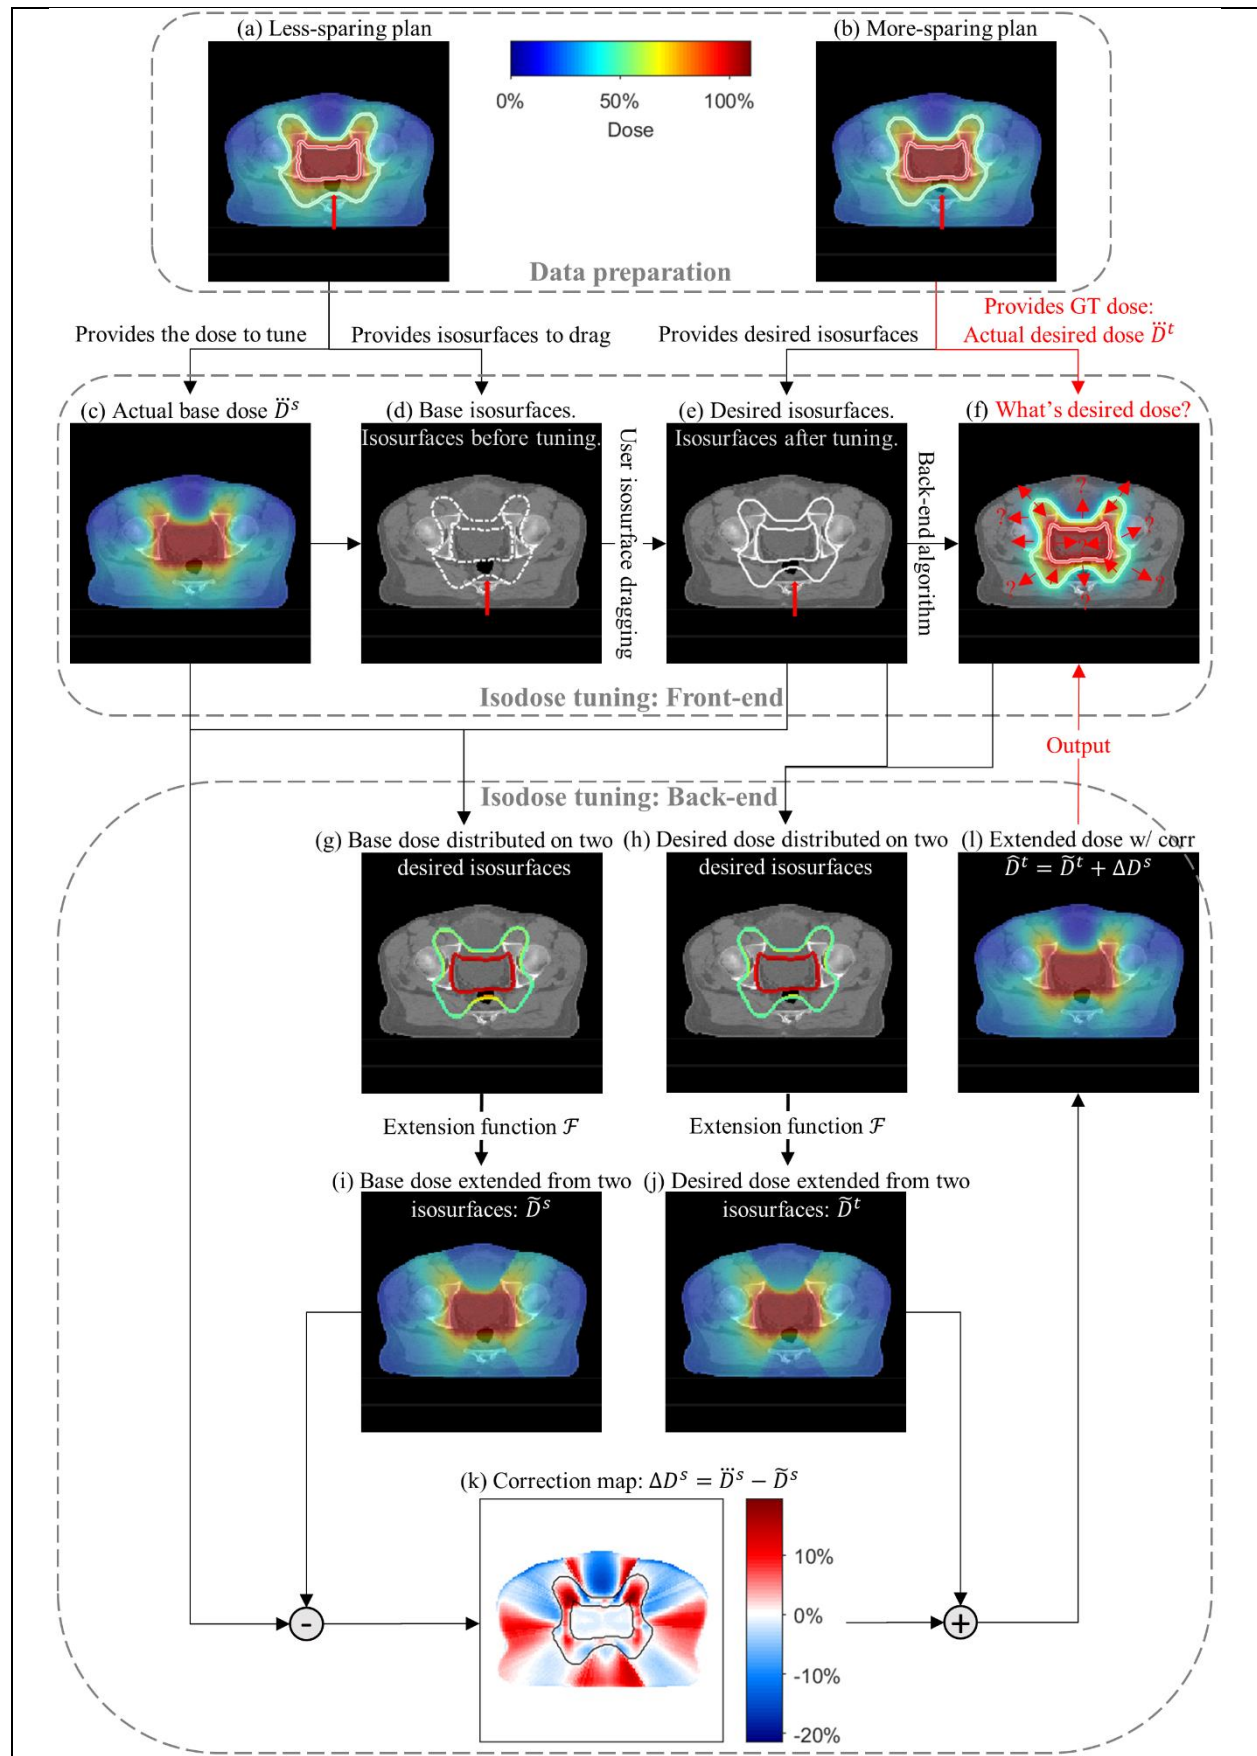 (a) Less-sparing plan
(b) More-sparing plan
0%
50%
100%
Dose
Data preparation
Provides the dose to tune
Provides isosurfaces to drag
Provides desired isosurfaces
Provides GT dose:
Actual desired dose D̈ᵗ
(c) Actual base dose D̈ˢ
(d) Base isosurfaces.
Isosurfaces before tuning.
User isosurface dragging
(e) Desired isosurfaces.
Isosurfaces after tuning.
Back-end algorithm
(f) What's desired dose?
?
?
?
?
?
?
?
?
Isodose tuning: Front-end
Output
Isodose tuning: Back-end
(g) Base dose distributed on two
desired isosurfaces
(h) Desired dose distributed on two
desired isosurfaces
(l) Extended dose w/ corr
D̂ᵗ = D̃ᵗ + ΔDˢ
Extension function ℱ
Extension function ℱ
(i) Base dose extended from two
isosurfaces: D̃ˢ
(j) Desired dose extended from two
isosurfaces: D̃ᵗ
(k) Correction map: ΔDˢ = D̈ˢ − D̃ˢ
10%
0%
-10%
-20%
-
+